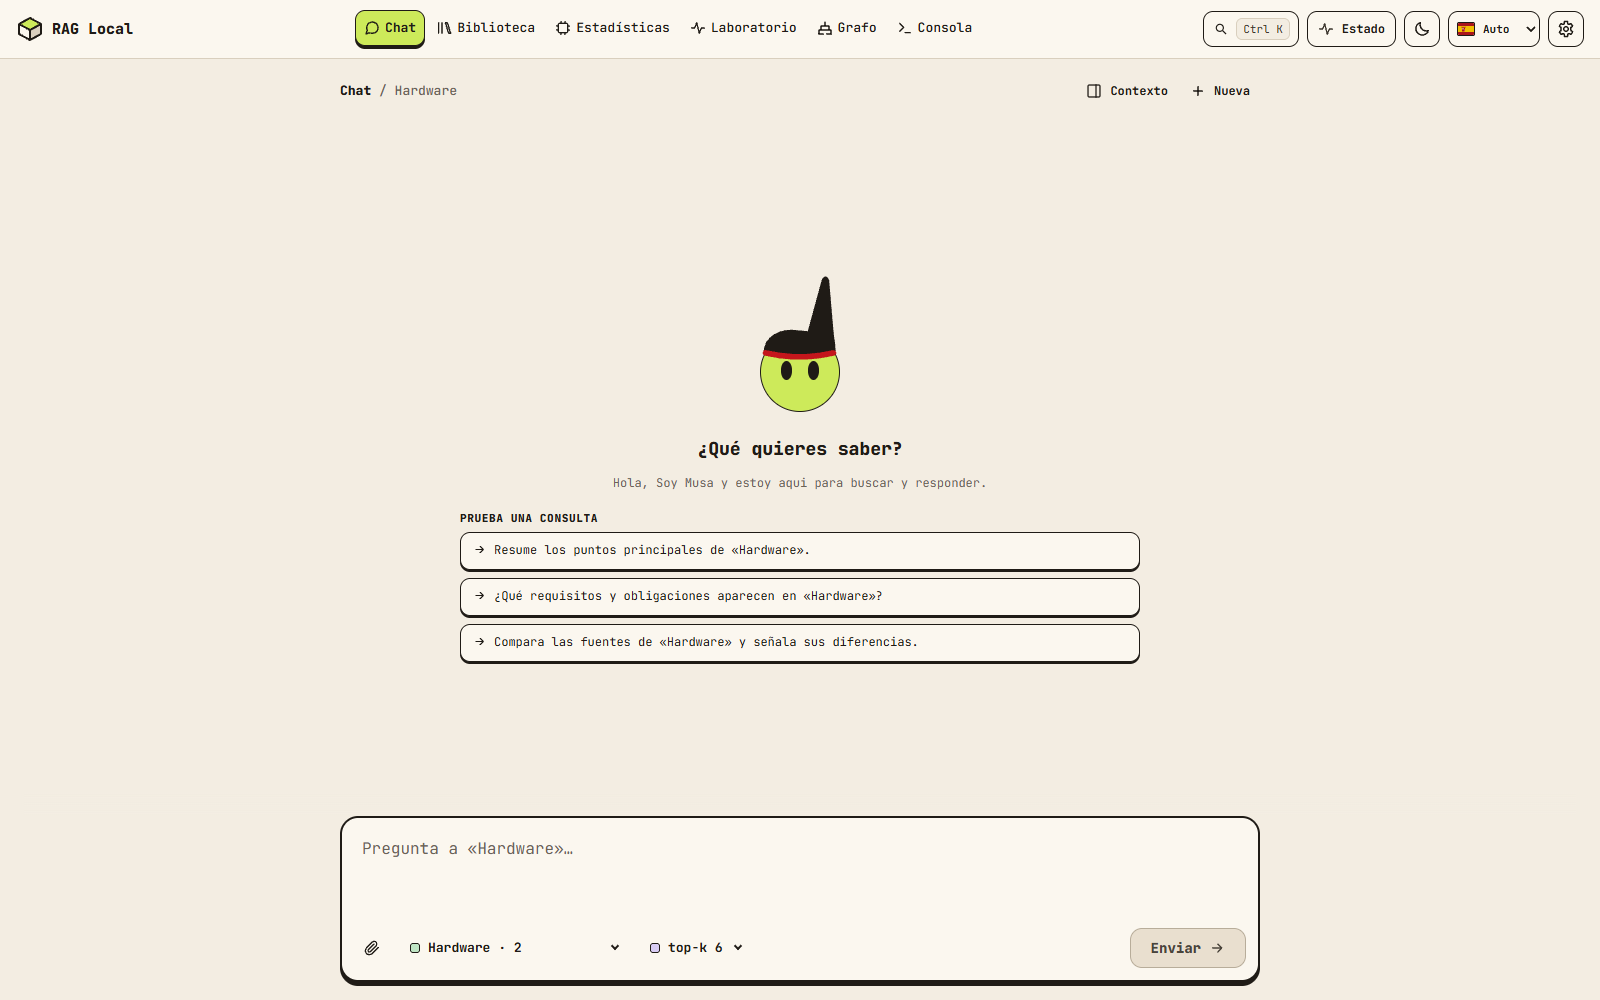 RAG Local
Chat
Biblioteca
Estadísticas
Laboratorio
Grafo
Consola
Ctrl K
Estado
Auto
Chat / Hardware
Contexto
Nueva
¿Qué quieres saber?
Hola, Soy Musa y estoy aqui para buscar y responder.
PRUEBA UNA CONSULTA
→ Resume los puntos principales de «Hardware».
→ ¿Qué requisitos y obligaciones aparecen en «Hardware»?
→ Compara las fuentes de «Hardware» y señala sus diferencias.
Pregunta a «Hardware»…
Hardware · 2
top-k 6
Enviar →